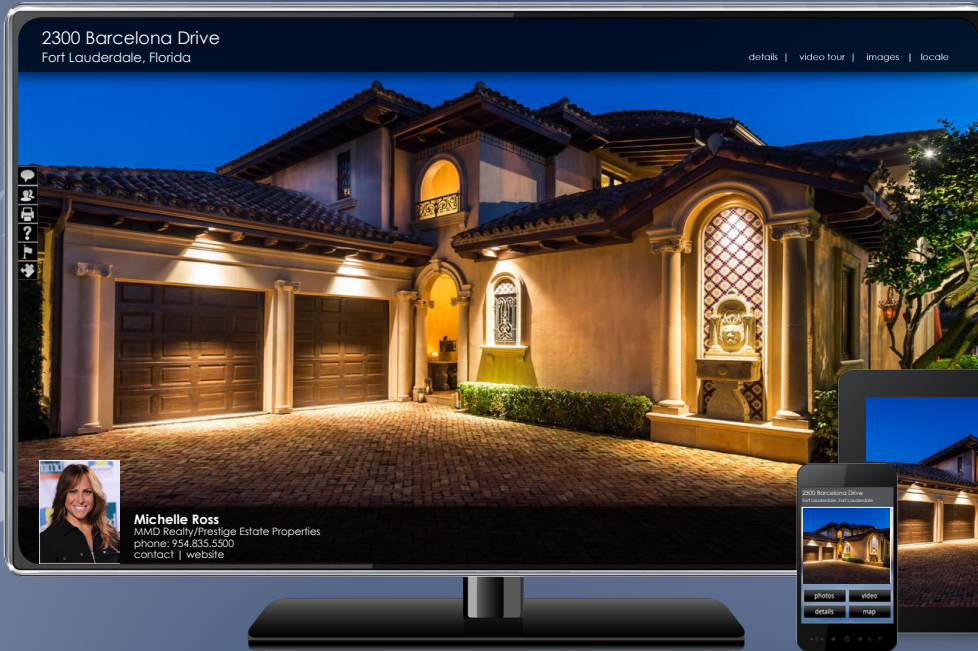 2300 Barcelona Drive
Fort Lauderdale, Florida
details | video tour | images | locale
?
Michelle Ross
MMD Realty/Prestige Estate Properties
phone: 954.835.5500
contact | website
2300 Barcelona Drive
Fort Lauderdale, Fort Lauderdale
photos
video
details
map